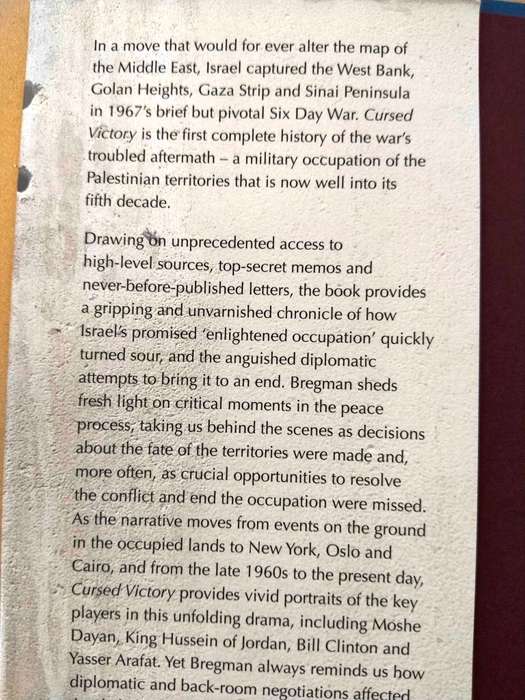 In a move that would for ever alter the map of
the Middle East, Israel captured the West Bank,
Golan Heights, Gaza Strip and Sinai Peninsula
in 1967's brief but pivotal Six Day War. Cursed
Victory is the first complete history of the war's
troubled aftermath – a military occupation of the
Palestinian territories that is now well into its
fifth decade.
Drawing on unprecedented access to
high-level sources, top-secret memos and
never-before-published letters, the book provides
a gripping and unvarnished chronicle of how
Israel's promised 'enlightened occupation' quickly
turned sour, and the anguished diplomatic
attempts to bring it to an end. Bregman sheds
fresh light on critical moments in the peace
process, taking us behind the scenes as decisions
about the fate of the territories were made and,
more often, as crucial opportunities to resolve
the conflict and end the occupation were missed.
As the narrative moves from events on the ground
in the occupied lands to New York, Oslo and
Cairo, and from the late 1960s to the present day,
Cursed Victory provides vivid portraits of the key
players in this unfolding drama, including Moshe
Dayan, King Hussein of Jordan, Bill Clinton and
Yasser Arafat. Yet Bregman always reminds us how
diplomatic and back-room negotiations affected